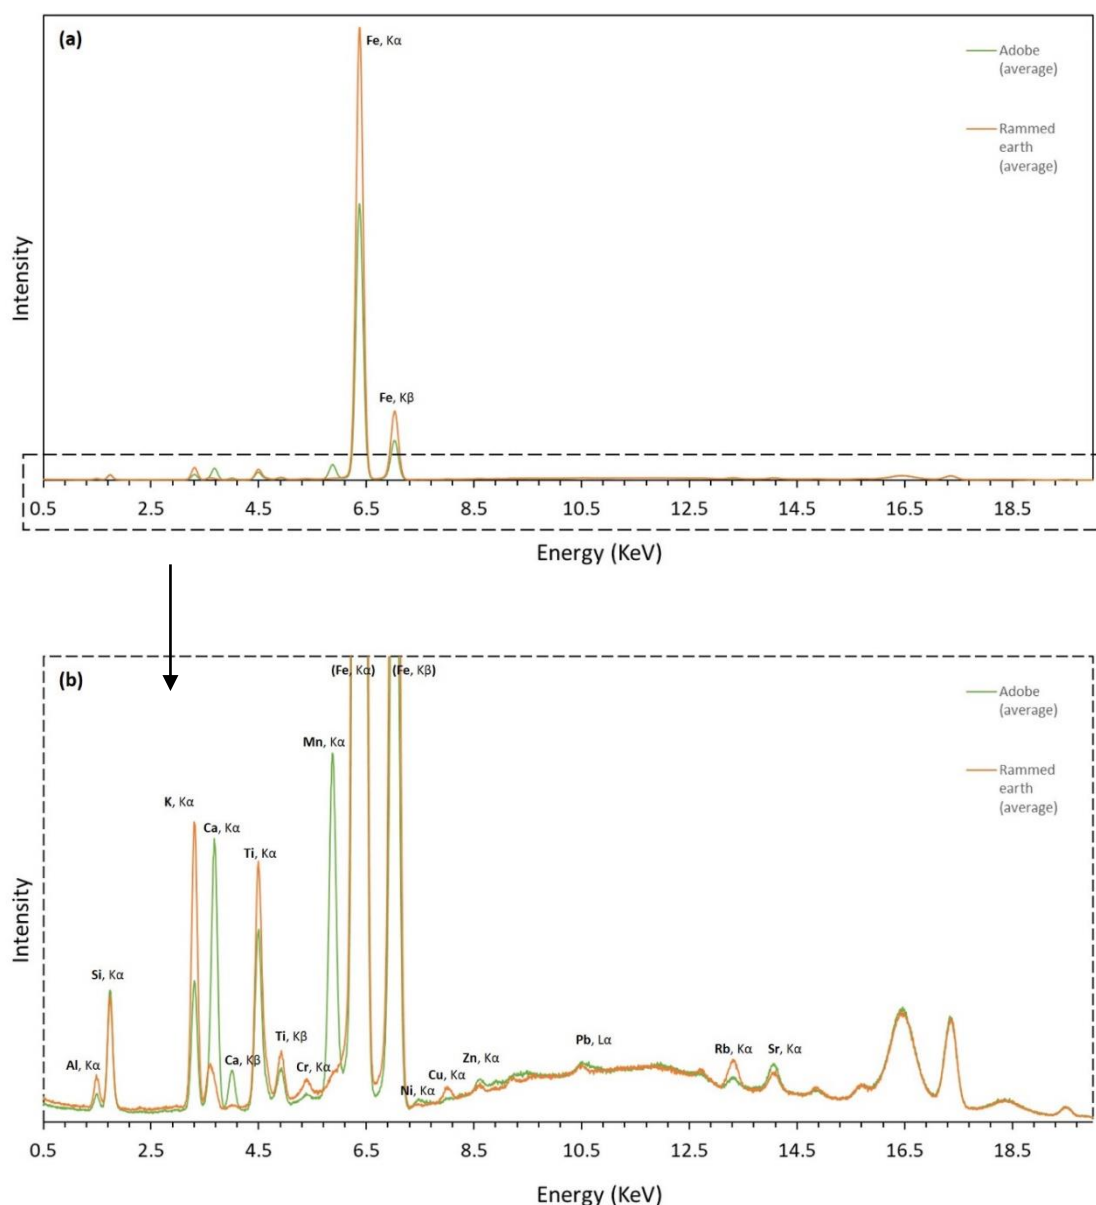 (a)
Fe, Kα
Adobe
(average)
Rammed
earth
(average)
Intensity
Fe, Kβ
0.5 2.5 4.5 6.5 8.5 10.5 12.5 14.5 16.5 18.5
Energy (KeV)
(b)
(Fe, Kα) (Fe, Kβ)
Adobe
(average)
Mn, Kα
Rammed
earth
(average)
K, Kα
Ca, Kα
Ti, Kα
Intensity
Si, Kα
Ti, Kβ
Pb, Lα
Rb, Kα
Sr, Kα
Al, Kα
Ca, Kβ
Cr, Kα
Zn, Kα
Cu, Kα
Ni, Kα
0.5 2.5 4.5 6.5 8.5 10.5 12.5 14.5 16.5 18.5
Energy (KeV)